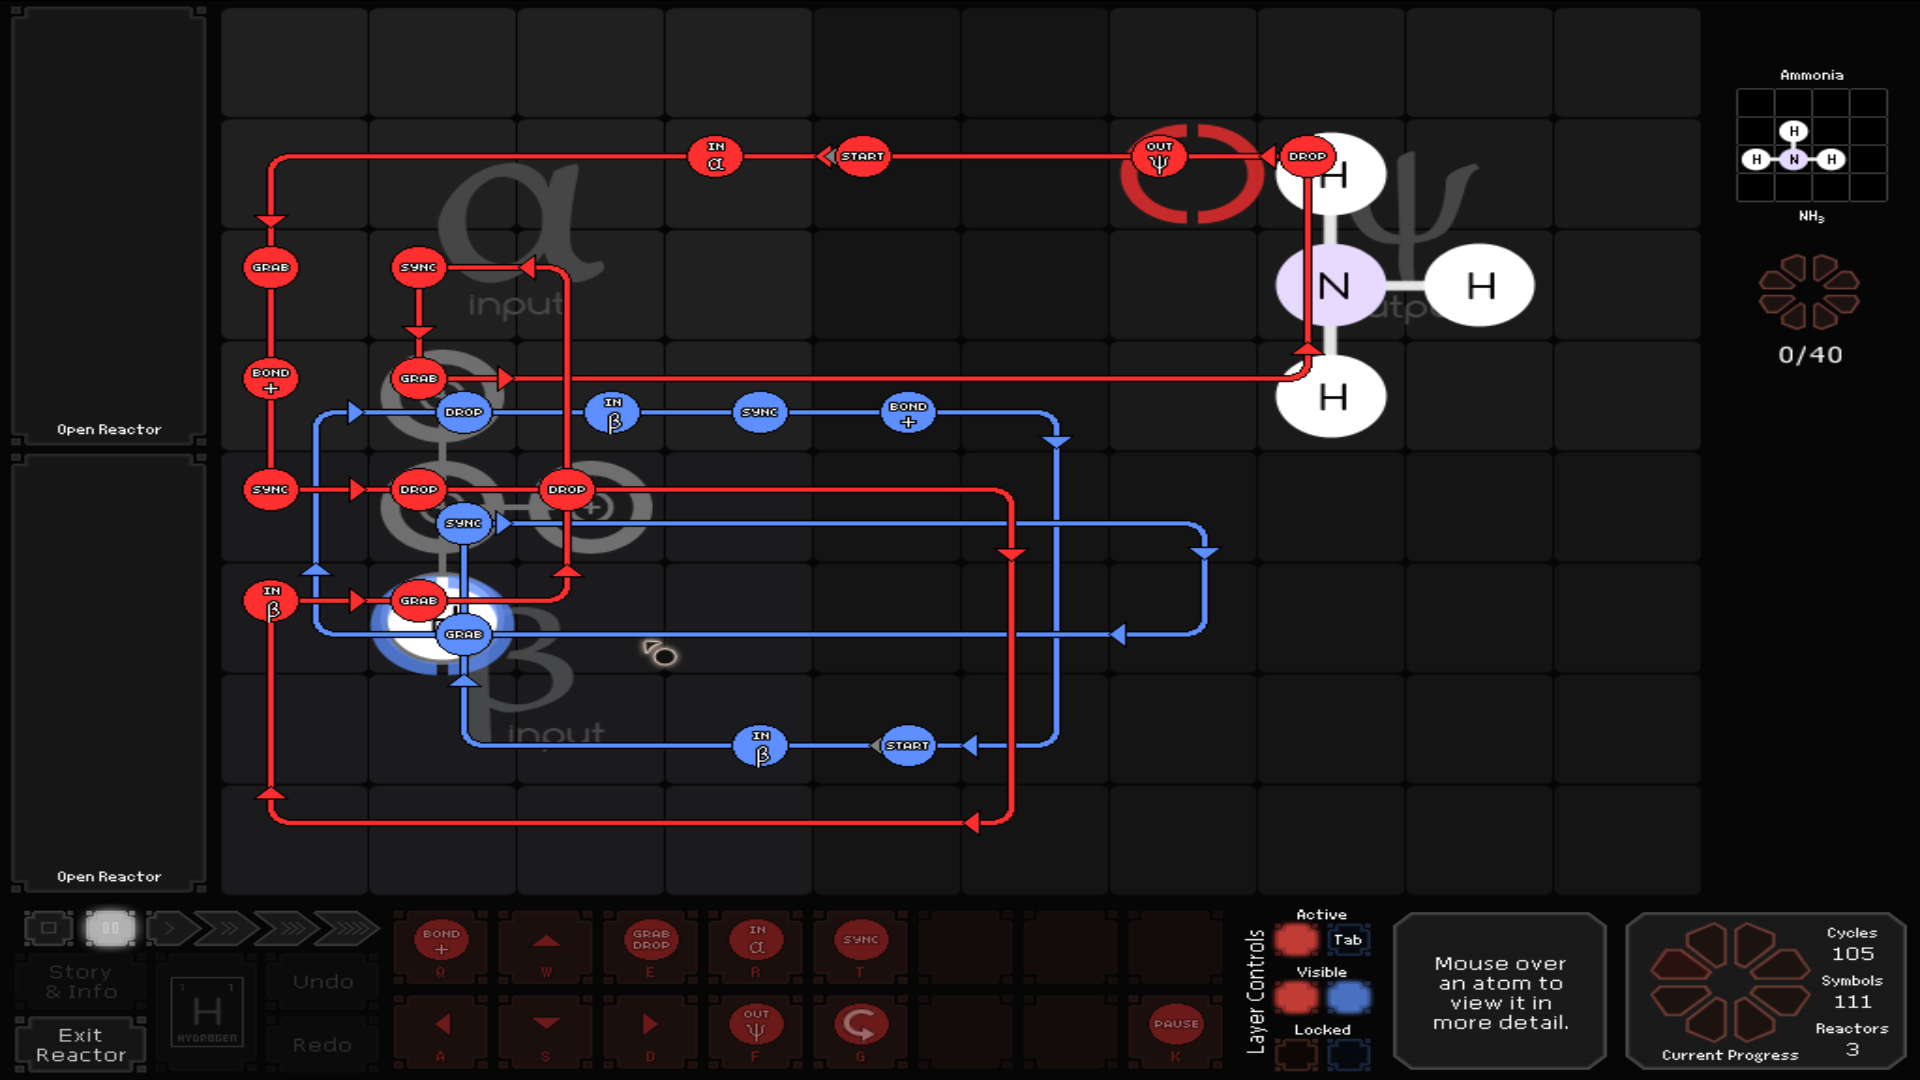 Open Reactor
Open Reactor
α
input
β
input
ψ
IN
α
START
OUT
ψ
DROP
H
GRAB
SYNC
N
H
BOND
+
GRAB
H
DROP
IN
β
SYNC
BOND
+
SYNC
DROP
DROP
SYNC
IN
β
GRAB
GRAB
IN
β
START
Ammonia
H
H N H
NH₃
0/40
Story
& Info
Exit
Reactor
1 1
H
HYDROGEN
Undo
Redo
BOND
+
Q
W
GRAB
DROP
E
IN
α
R
SYNC
T
A
S
D
OUT
ψ
F
G
PAUSE
K
Layer Controls
Active
Tab
Visible
Locked
Mouse over
an atom to
view it in
more detail.
Cycles
105
Symbols
111
Reactors
3
Current Progress